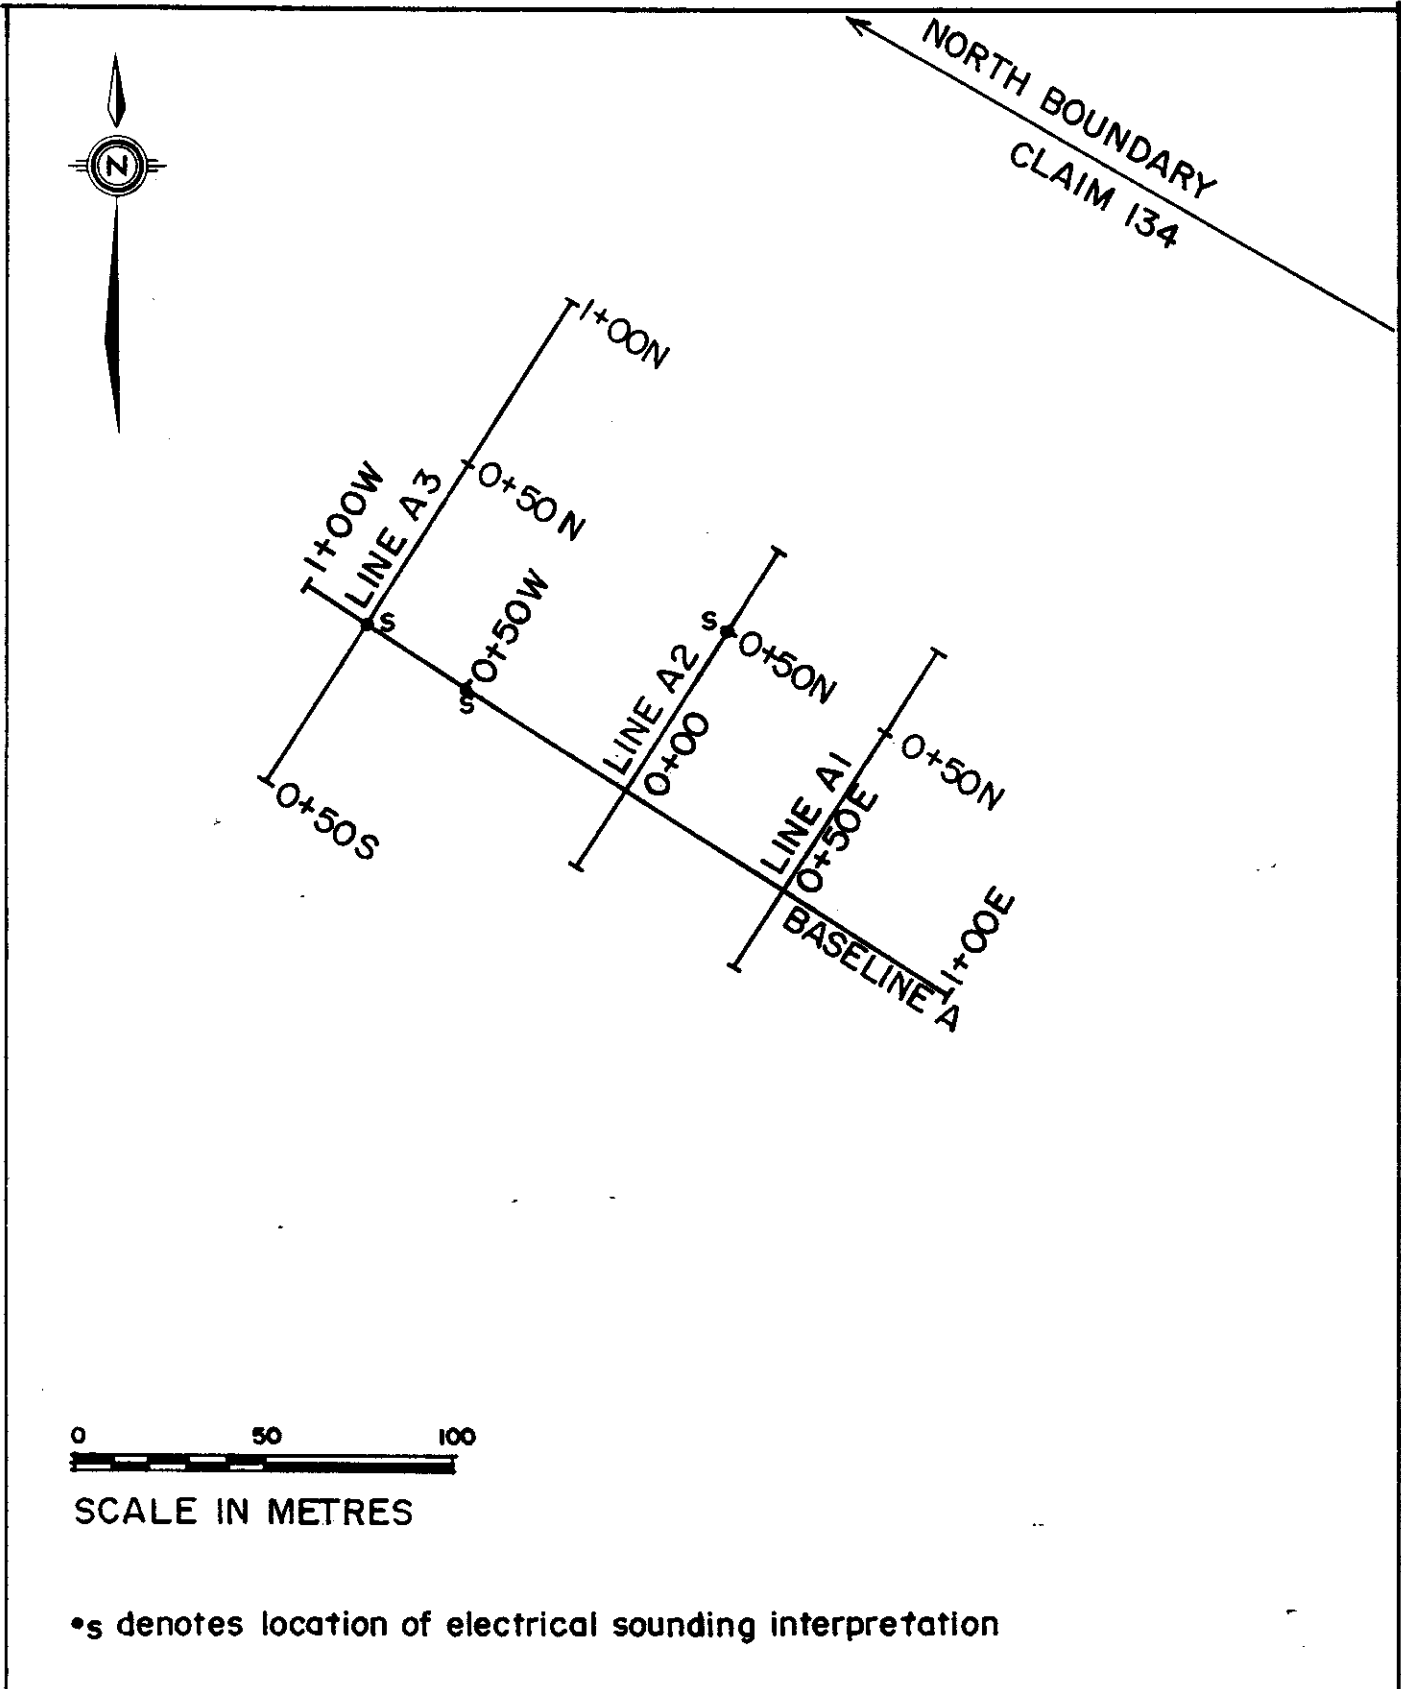 NORTH BOUNDARY
CLAIM 134
N
1+00N
0+50N
1+00W
LINE A3
s
0+50W
s
0+50S
s
0+50N
LINE A2
0+00
0+50N
LINE A1
0+50E
1+00E
BASELINE A
0 50 100
SCALE IN METRES
•s denotes location of electrical sounding interpretation